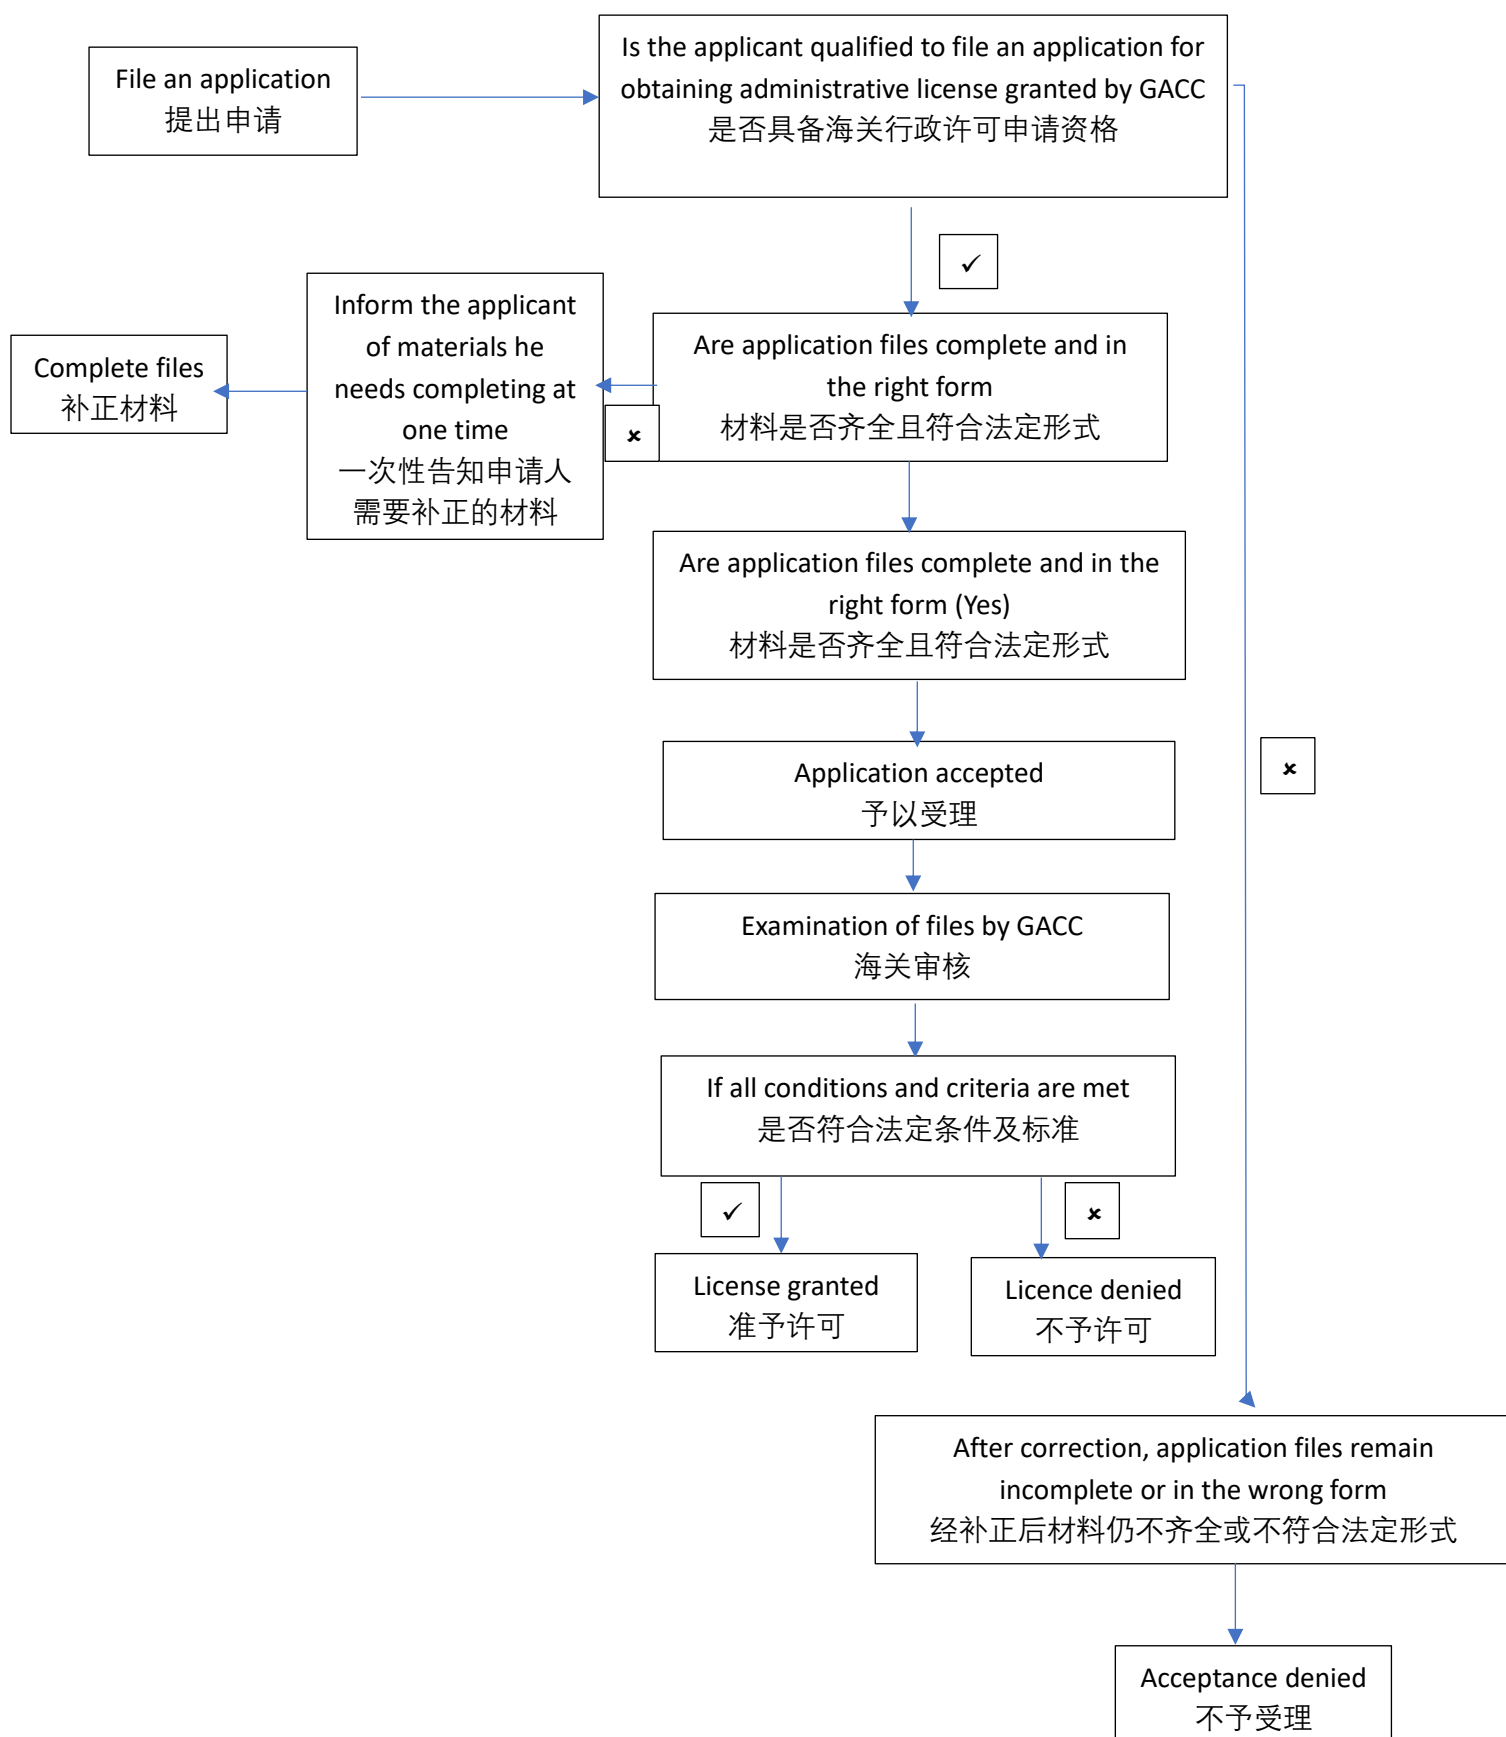 File an application
提出申请
Is the applicant qualified to file an application for
obtaining administrative license granted by GACC
是否具备海关行政许可申请资格
✓
Inform the applicant
of materials he
needs completing at
one time
一次性告知申请人
需要补正的材料
Complete files
补正材料
Are application files complete and in
the right form
材料是否齐全且符合法定形式
×
Are application files complete and in the
right form (Yes)
材料是否齐全且符合法定形式
Application accepted
予以受理
×
Examination of files by GACC
海关审核
If all conditions and criteria are met
是否符合法定条件及标准
✓
×
License granted
准予许可
Licence denied
不予许可
After correction, application files remain
incomplete or in the wrong form
经补正后材料仍不齐全或不符合法定形式
Acceptance denied
不予受理